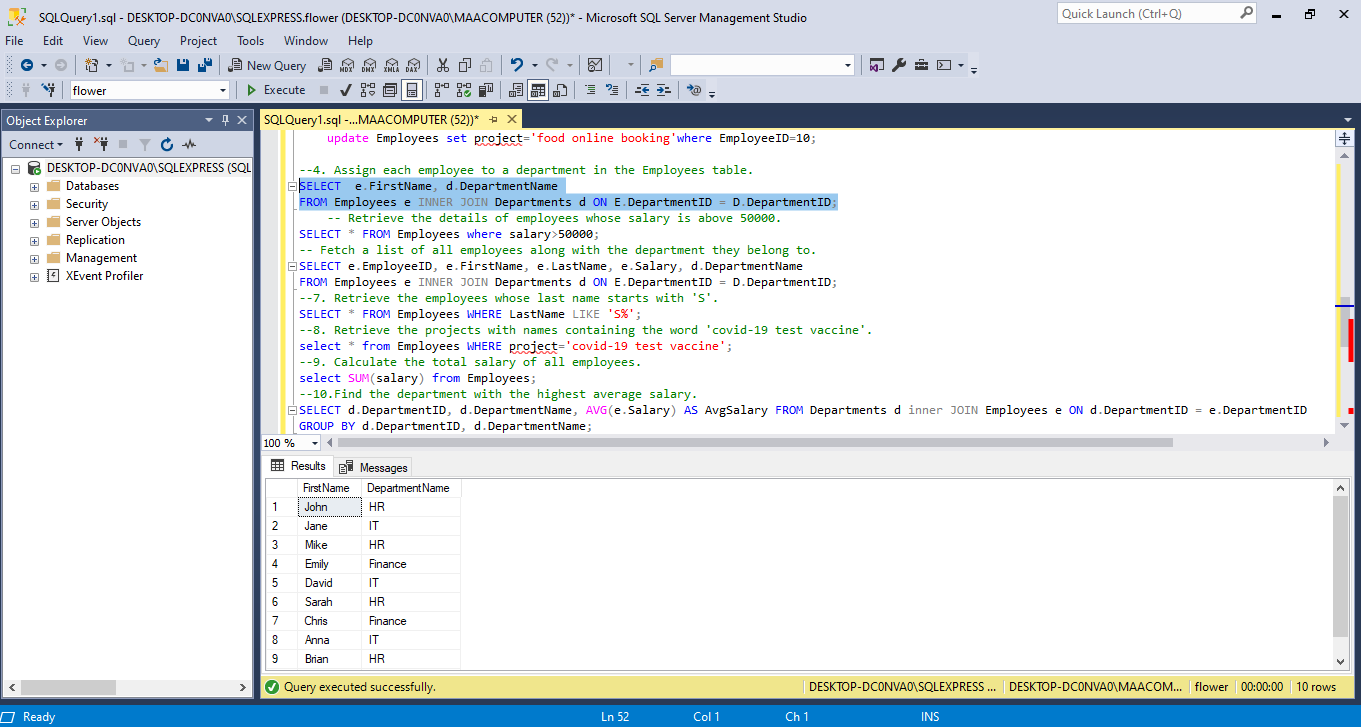 SQLQuery1.sql - DESKTOP-DC0NVA0\SQLEXPRESS.flower (DESKTOP-DC0NVA0\MAACOMPUTER (52))* - Microsoft SQL Server Management Studio
Quick Launch (Ctrl+Q)
File Edit View Query Project Tools Window Help
New Query MDX DMX XMLA DAX
flower Execute
Object Explorer
SQLQuery1.sql -...MAACOMPUTER (52))*
Connect
DESKTOP-DC0NVA0\SQLEXPRESS (SQL
Databases
Security
Server Objects
Replication
Management
XEvent Profiler
update Employees set project='food online booking'where EmployeeID=10;
--4. Assign each employee to a department in the Employees table.
SELECT  e.FirstName, d.DepartmentName
FROM Employees e INNER JOIN Departments d ON E.DepartmentID = D.DepartmentID;
-- Retrieve the details of employees whose salary is above 50000.
SELECT * FROM Employees where salary>50000;
-- Fetch a list of all employees along with the department they belong to.
SELECT e.EmployeeID, e.FirstName, e.LastName, e.Salary, d.DepartmentName
FROM Employees e INNER JOIN Departments d ON E.DepartmentID = D.DepartmentID;
--7. Retrieve the employees whose last name starts with 'S'.
SELECT * FROM Employees WHERE LastName LIKE 'S%';
--8. Retrieve the projects with names containing the word 'covid-19 test vaccine'.
select * from Employees WHERE project='covid-19 test vaccine';
--9. Calculate the total salary of all employees.
select SUM(salary) from Employees;
--10.Find the department with the highest average salary.
SELECT d.DepartmentID, d.DepartmentName, AVG(e.Salary) AS AvgSalary FROM Departments d inner JOIN Employees e ON d.DepartmentID = e.DepartmentID
GROUP BY d.DepartmentID, d.DepartmentName;
100 %
Results Messages
FirstName DepartmentName
1 John HR
2 Jane IT
3 Mike HR
4 Emily Finance
5 David IT
6 Sarah HR
7 Chris Finance
8 Anna IT
9 Brian HR
Query executed successfully. DESKTOP-DC0NVA0\SQLEXPRESS ... DESKTOP-DC0NVA0\MAACOM... flower 00:00:00 10 rows
Ready Ln 52 Col 1 Ch 1 INS